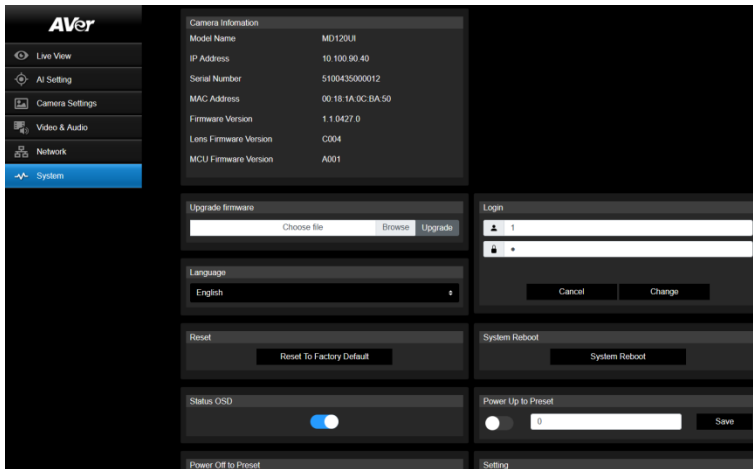 AVer
Live View
AI Setting
Camera Settings
Video & Audio
Network
System
Camera Infomation
Model Name MD120UI
IP Address 10.100.90.40
Serial Number 5100435000012
MAC Address 00:18:1A:0C:BA:50
Firmware Version 1.1.0427.0
Lens Firmware Version C004
MCU Firmware Version A001
Upgrade firmware
Choose file Browse Upgrade
Login
1
•
Cancel Change
Language
English
Reset
Reset To Factory Default
System Reboot
System Reboot
Status OSD
Power Up to Preset
0 Save
Power Off to Preset
Setting